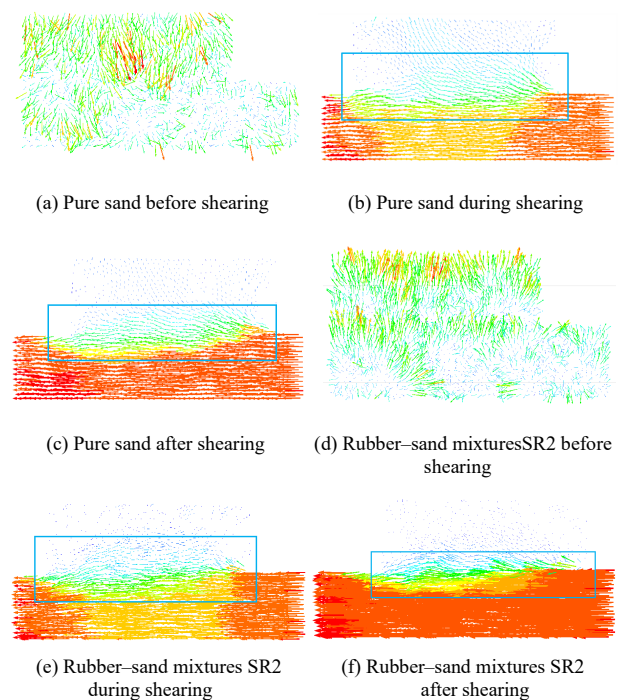 (a) Pure sand before shearing
(b) Pure sand during shearing
(c) Pure sand after shearing
(d) Rubber–sand mixturesSR2 before
shearing
(e) Rubber–sand mixtures SR2
during shearing
(f) Rubber–sand mixtures SR2
after shearing